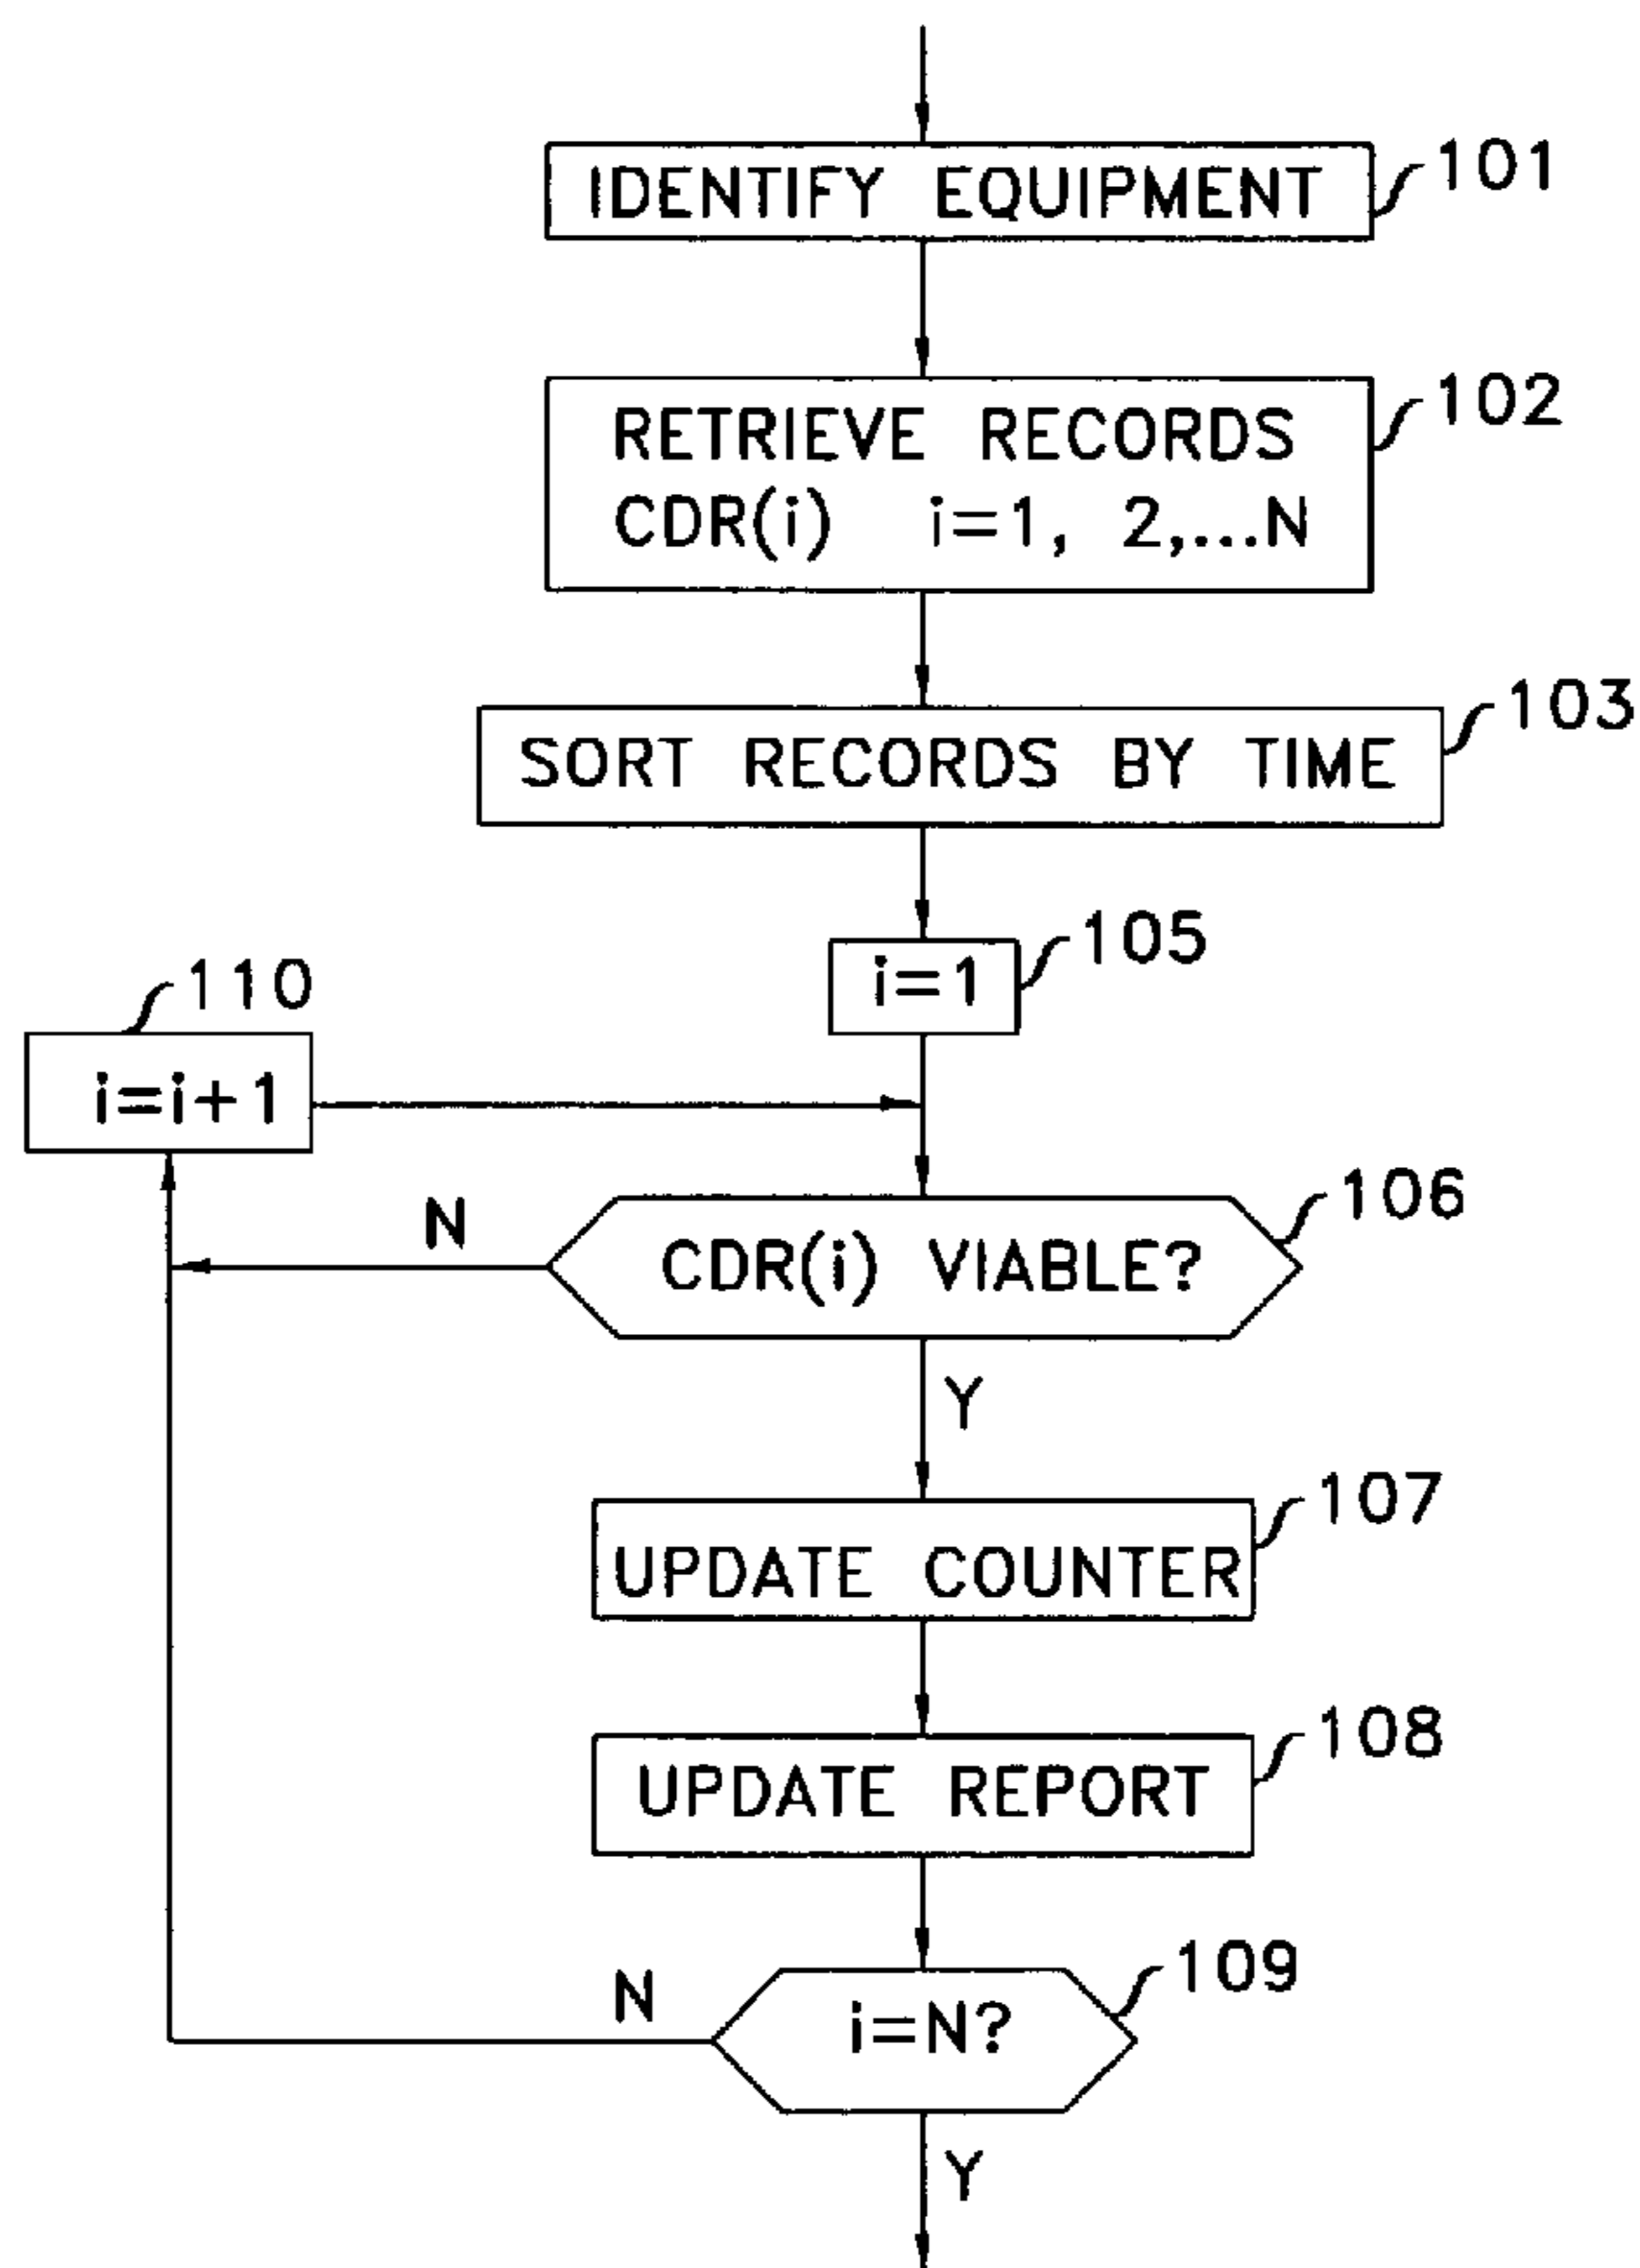 IDENTIFY EQUIPMENT
101
RETRIEVE RECORDS
CDR(i) i=1, 2,...N
102
SORT RECORDS BY TIME
103
i=1
105
110
i=i+1
N
CDR(i) VIABLE?
106
Y
UPDATE COUNTER
107
UPDATE REPORT
108
N
i=N?
109
Y